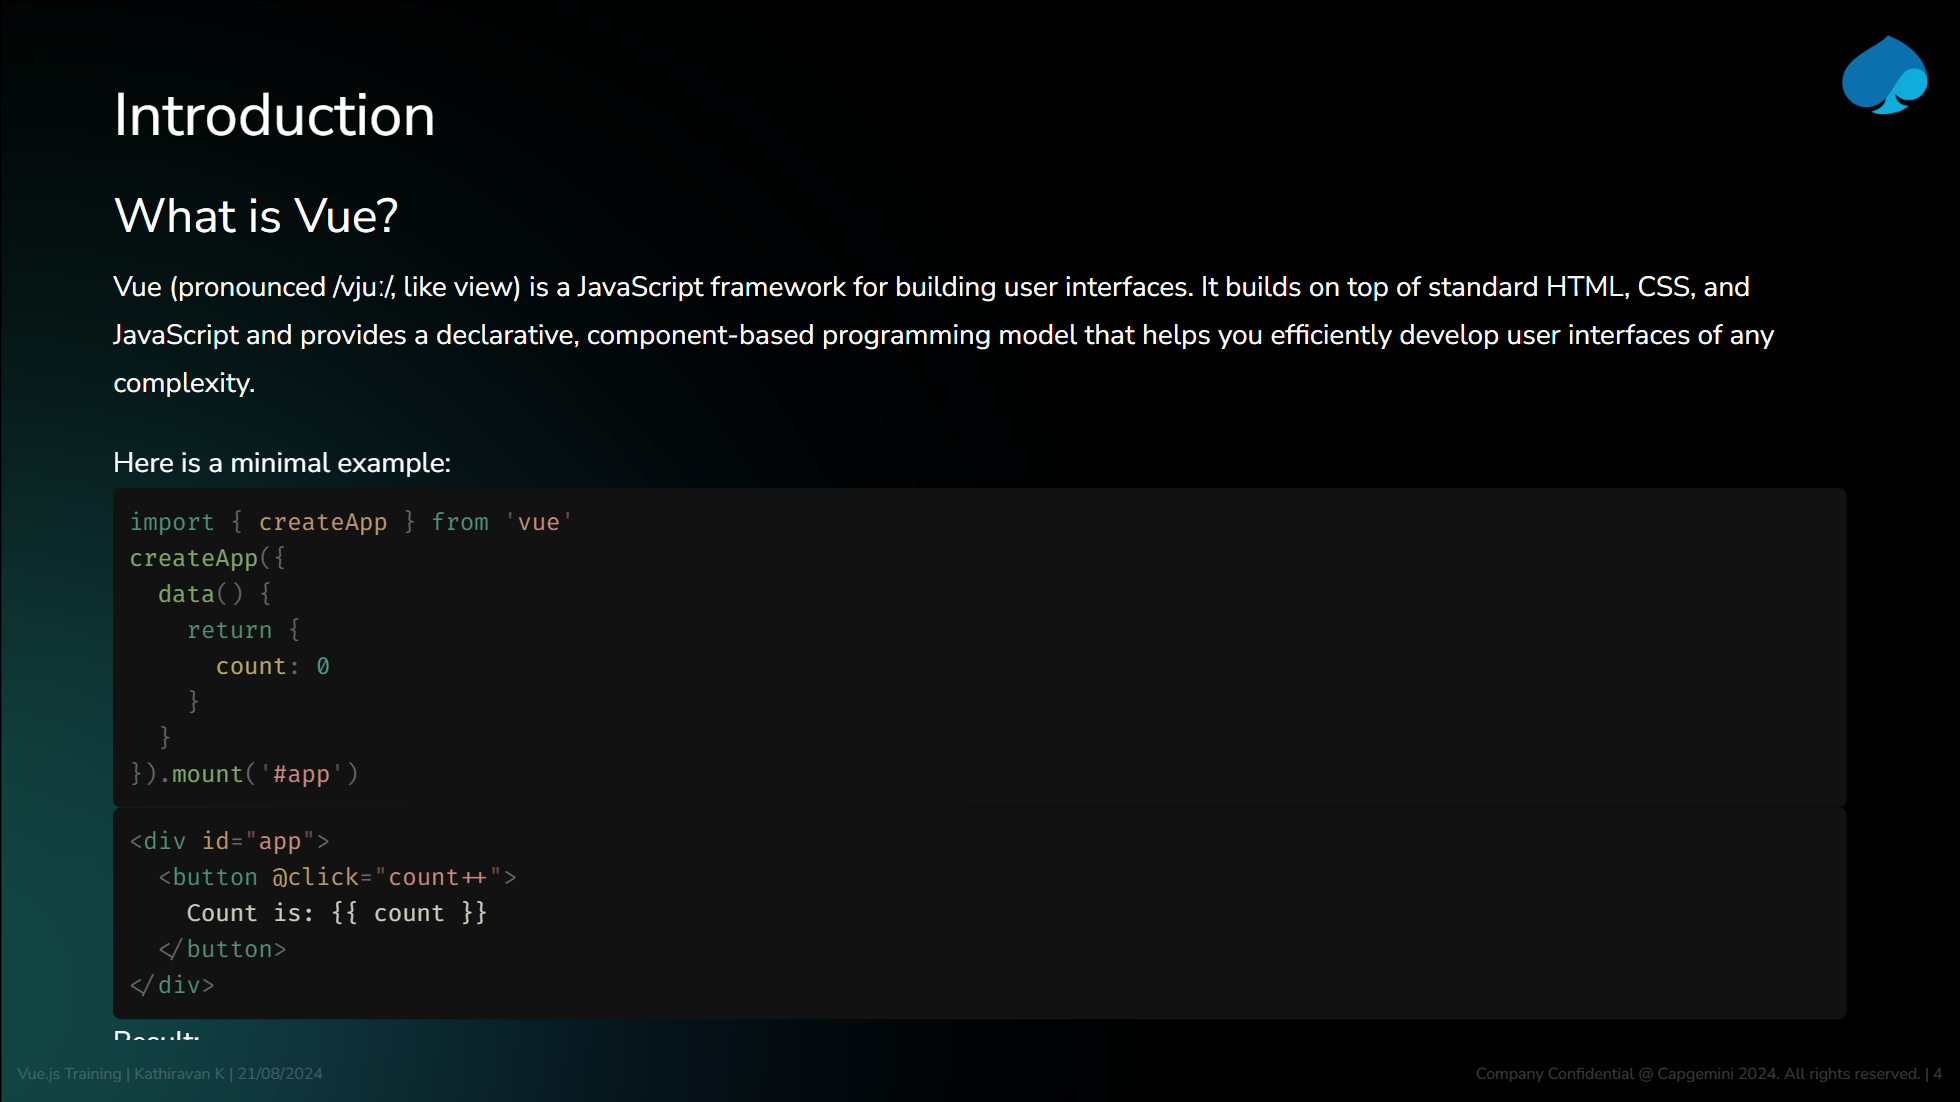 Introduction
What is Vue?
Vue (pronounced /vjuː/, like view) is a JavaScript framework for building user interfaces. It builds on top of standard HTML, CSS, and
JavaScript and provides a declarative, component-based programming model that helps you efficiently develop user interfaces of any
complexity.
Here is a minimal example:
import { createApp } from 'vue'
createApp({
  data() {
    return {
      count: 0
    }
  }
}).mount('#app')
<div id="app">
  <button @click="count++">
    Count is: {{ count }}
  </button>
</div>
Result:
Vue.js Training | Kathiravan K | 21/08/2024
Company Confidential @ Capgemini 2024. All rights reserved. | 4